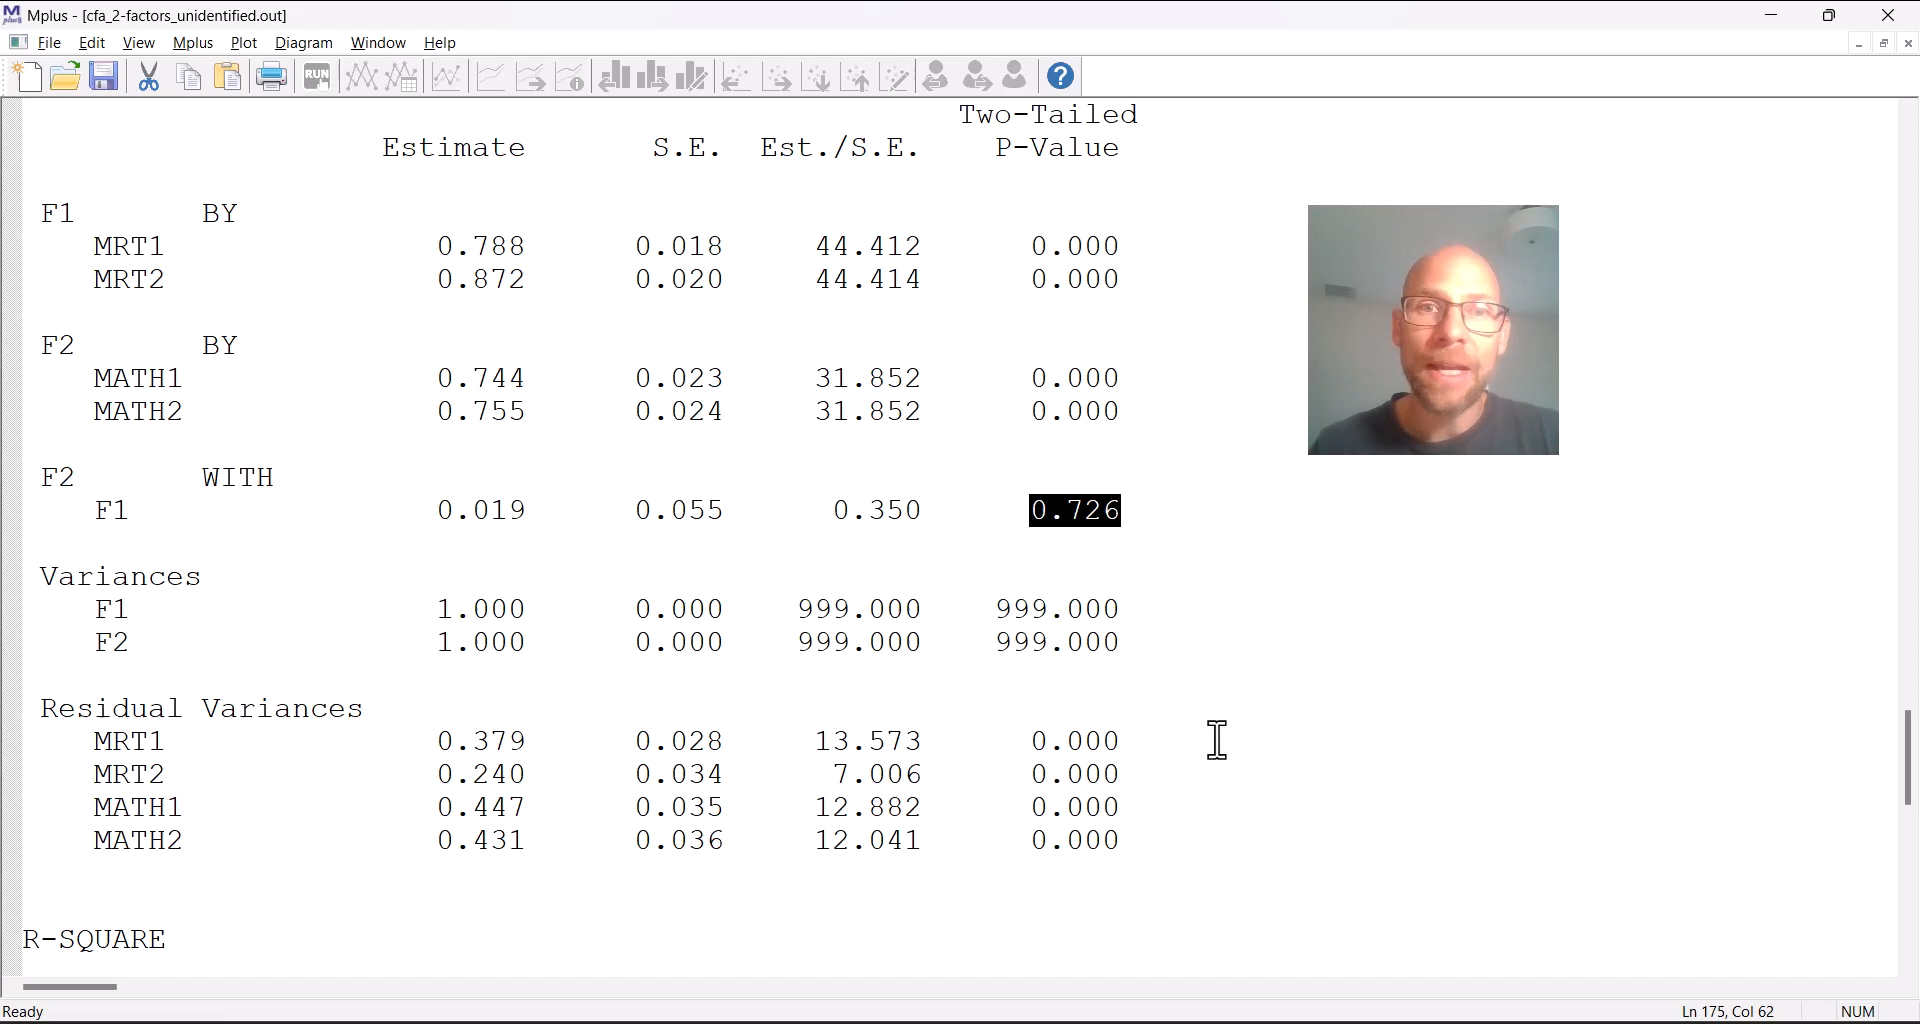 Mplus - [cfa_2-factors_unidentified.out]
File Edit View Mplus Plot Diagram Window Help
RUN
Two-Tailed
Estimate S.E. Est./S.E. P-Value
F1 BY
MRT1 0.788 0.018 44.412 0.000
MRT2 0.872 0.020 44.414 0.000
F2 BY
MATH1 0.744 0.023 31.852 0.000
MATH2 0.755 0.024 31.852 0.000
F2 WITH
F1 0.019 0.055 0.350 0.726
Variances
F1 1.000 0.000 999.000 999.000
F2 1.000 0.000 999.000 999.000
Residual Variances
MRT1 0.379 0.028 13.573 0.000
MRT2 0.240 0.034 7.006 0.000
MATH1 0.447 0.035 12.882 0.000
MATH2 0.431 0.036 12.041 0.000
R-SQUARE
Ready Ln 175, Col 62 NUM